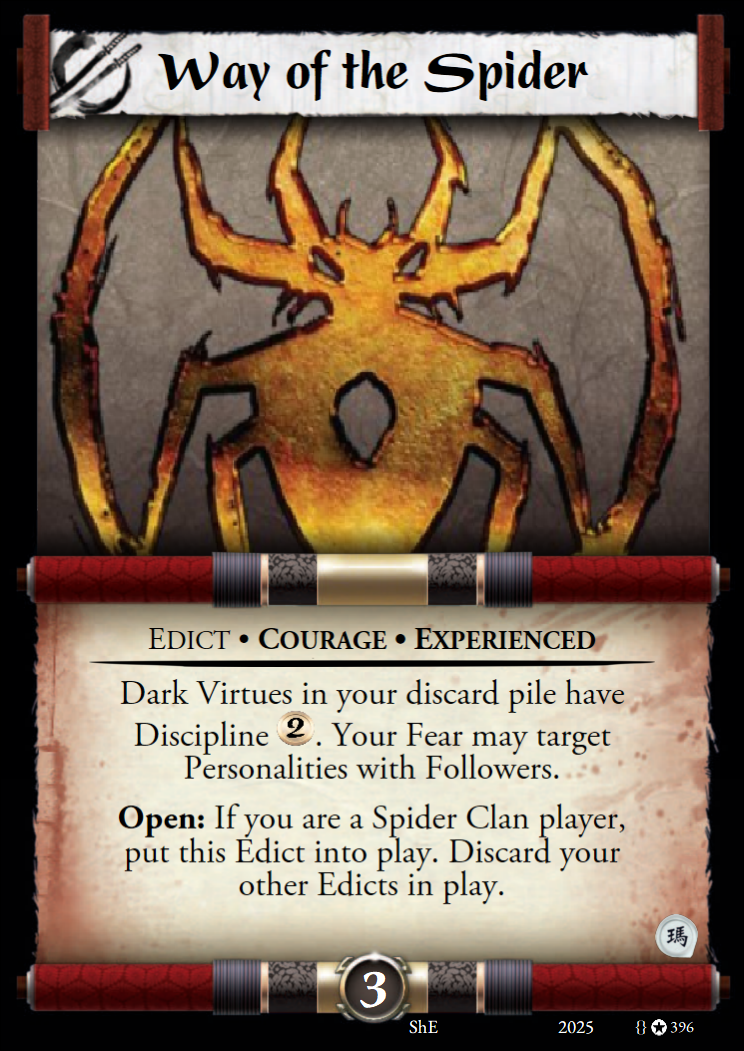 Way of the Spider
EDICT • COURAGE • EXPERIENCED
Dark Virtues in your discard pile have
Discipline 2. Your Fear may target
Personalities with Followers.
Open: If you are a Spider Clan player,
put this Edict into play. Discard your
other Edicts in play.
瑪
3
ShE 2025 {} ✪ 396